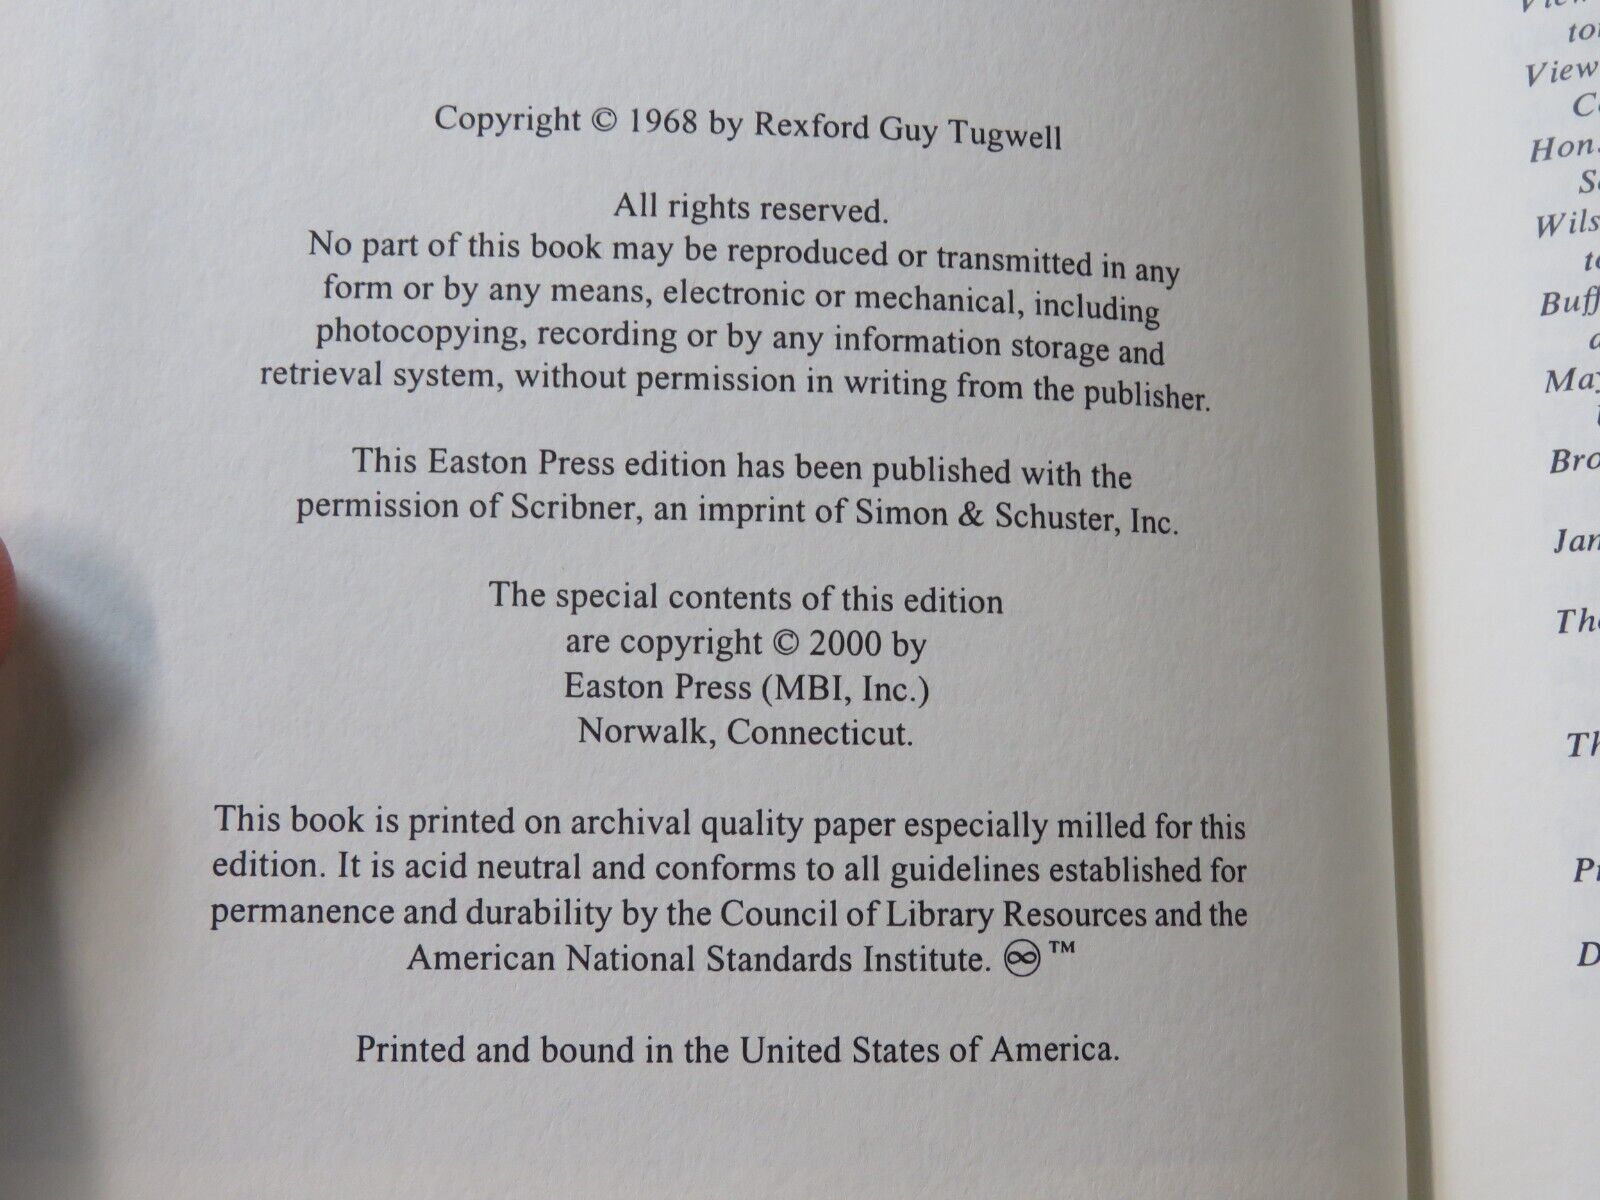 Copyright © 1968 by Rexford Guy Tugwell
All rights reserved.
No part of this book may be reproduced or transmitted in any
form or by any means, electronic or mechanical, including
photocopying, recording or by any information storage and
retrieval system, without permission in writing from the publisher.
This Easton Press edition has been published with the
permission of Scribner, an imprint of Simon & Schuster, Inc.
The special contents of this edition
are copyright © 2000 by
Easton Press (MBI, Inc.)
Norwalk, Connecticut.
This book is printed on archival quality paper especially milled for this
edition. It is acid neutral and conforms to all guidelines established for
permanence and durability by the Council of Library Resources and the
American National Standards Institute. ♾ ™
Printed and bound in the United States of America.
View